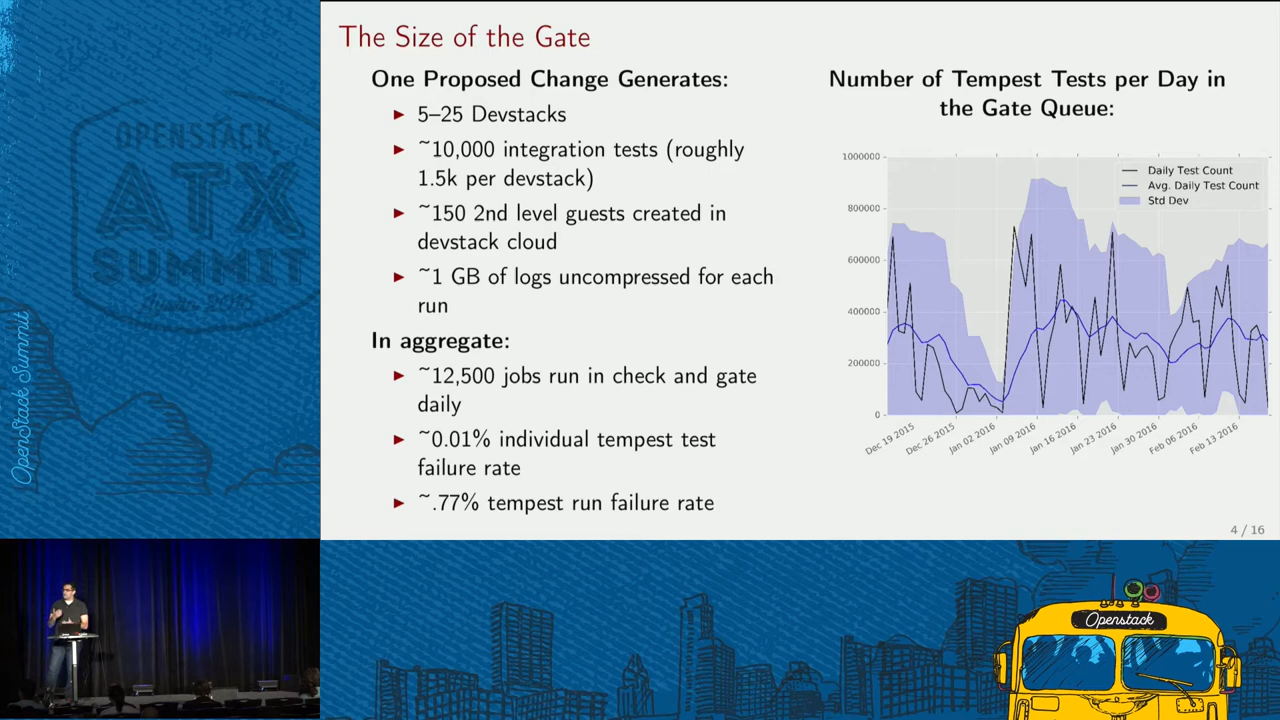 OPENSTACK
ATX
SUMMIT
Austin 2016
OpenStack Summit
The Size of the Gate
One Proposed Change Generates:
► 5–25 Devstacks
► ~10,000 integration tests (roughly
1.5k per devstack)
► ~150 2nd level guests created in
devstack cloud
► ~1 GB of logs uncompressed for each
run
In aggregate:
► ~12,500 jobs run in check and gate
daily
► ~0.01% individual tempest test
failure rate
► ~.77% tempest run failure rate
Number of Tempest Tests per Day in
the Gate Queue:
Daily Test Count
Avg. Daily Test Count
Std Dev
1000000
800000
600000
400000
200000
0
Dec 19 2015
Dec 26 2015
Jan 02 2016
Jan 09 2016
Jan 16 2016
Jan 23 2016
Jan 30 2016
Feb 06 2016
Feb 13 2016
4 / 16
Openstack